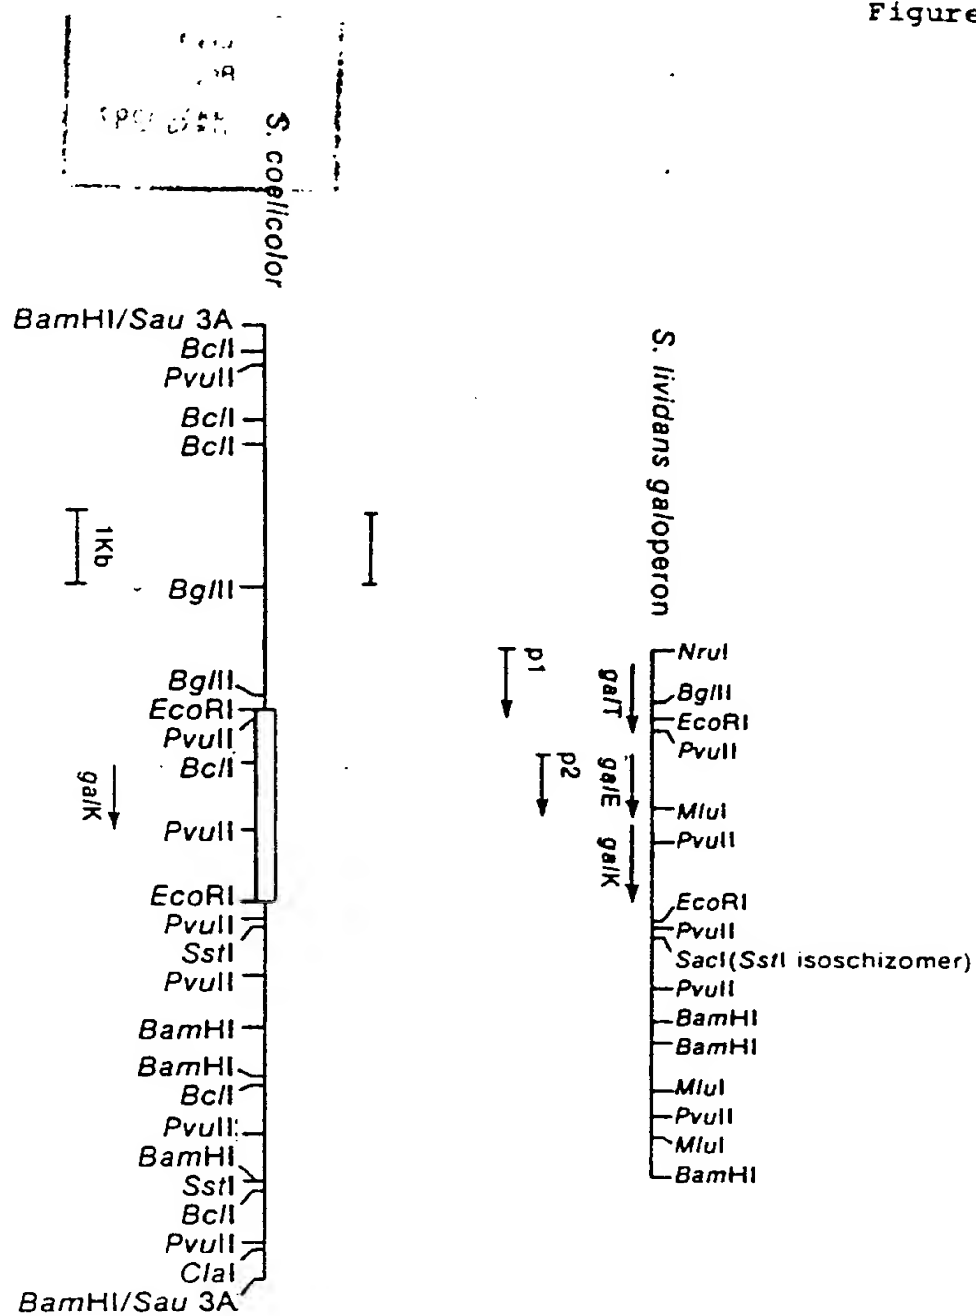 Figure
S. coelicolor
BamHI/Sau 3A
BclI
PvuII
BclI
BclI
1Kb
BglII
BglII
EcoRI
PvuII
BclI
galK
PvuII
EcoRI
PvuII
SstI
PvuII
BamHI
BamHI
BclI
PvuII
BamHI
SstI
BclI
PvuII
ClaI
BamHI/Sau 3A
S. lividans galoperon
p1
galT
p2
galE
galK
NruI
BglII
EcoRI
PvuII
MluI
PvuII
EcoRI
PvuII
SacI(SstI isoschizomer)
PvuII
BamHI
BamHI
MluI
PvuII
MluI
BamHI